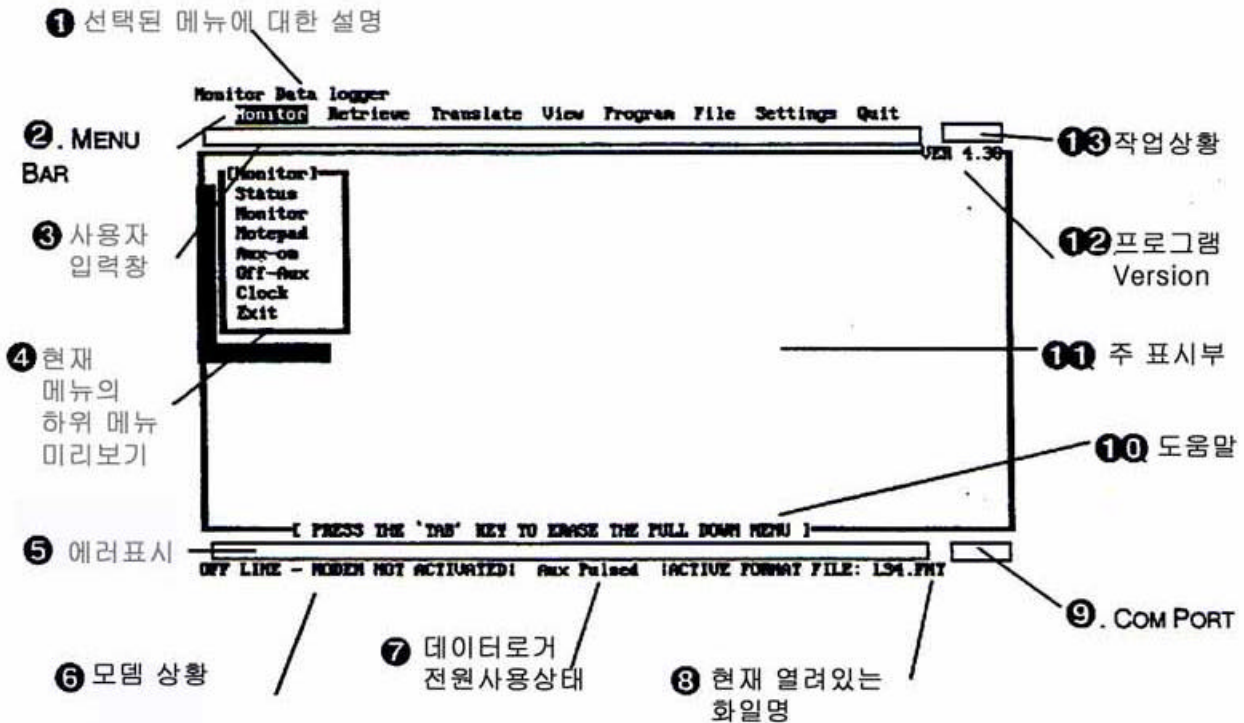 ❶ 선택된 메뉴에 대한 설명
Monitor Data logger
Monitor Retrieve Translate View Program File Settings Quit
❷. MENU
BAR
⓭작업상황
VER 4.30
[Monitor]
Status
Monitor
Notepad
Aux-on
Off-Aux
Clock
Exit
❸ 사용자
입력창
⓬프로그램
Version
❹ 현재
메뉴의
하위 메뉴
미리보기
⓫ 주 표시부
❿ 도움말
[ PRESS THE 'TAB' KEY TO ERASE THE PULL DOWN MENU ]
❺ 에러표시
OFF LINE - MODEM NOT ACTIVATED| Aux Pulsed |ACTIVE FORMAT FILE: L94.FMT
❾. COM PORT
❻ 모뎀 상황
❼ 데이터로거
전원사용상태
❽ 현재 열려있는
화일명